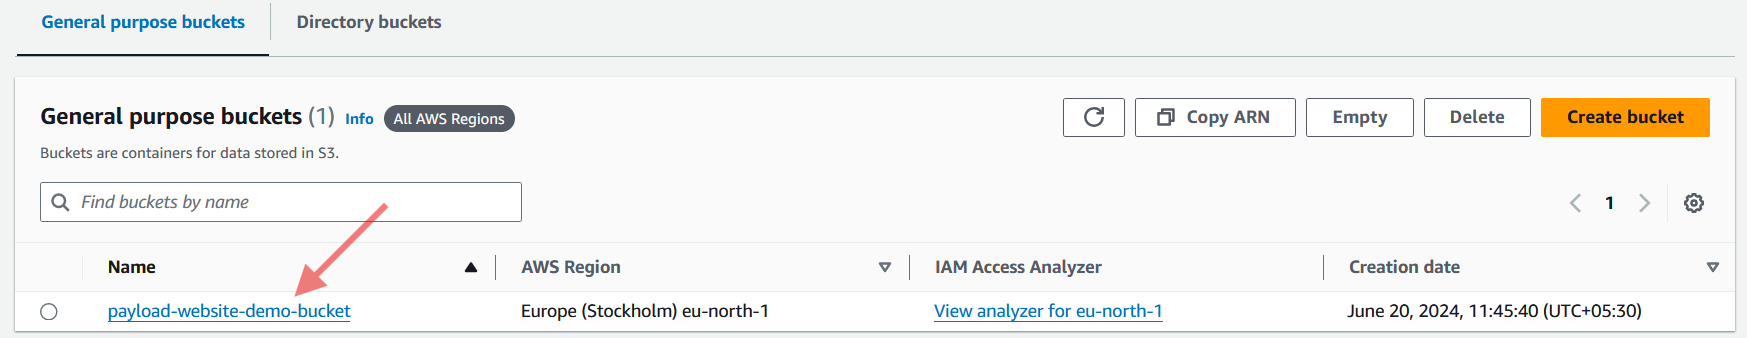 General purpose buckets Directory buckets
General purpose buckets (1) Info All AWS Regions Copy ARN Empty Delete Create bucket
Buckets are containers for data stored in S3.
Find buckets by name 1
Name AWS Region IAM Access Analyzer Creation date
payload-website-demo-bucket Europe (Stockholm) eu-north-1 View analyzer for eu-north-1 June 20, 2024, 11:45:40 (UTC+05:30)